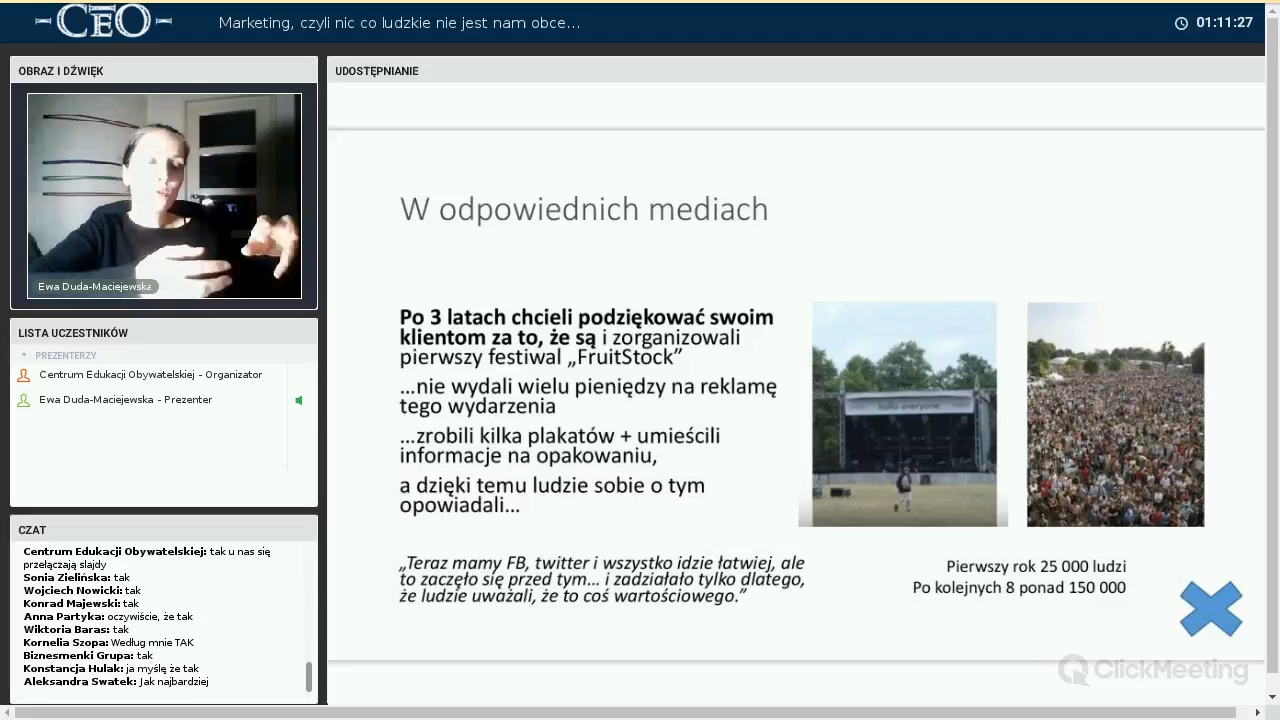 CEO
Marketing, czyli nic co ludzkie nie jest nam obce...
01:11:27
OBRAZ I DŹWIĘK
Ewa Duda-Maciejewska
LISTA UCZESTNIKÓW
PREZENTERZY
Centrum Edukacji Obywatelskiej - Organizator
Ewa Duda-Maciejewska - Prezenter
CZAT
Centrum Edukacji Obywatelskiej: tak u nas się
przełączają slajdy
Sonia Zielińska: tak
Wojciech Nowicki: tak
Konrad Majewski: tak
Anna Partyka: oczywiście, że tak
Wiktoria Baras: tak
Kornelia Szopa: Według mnie TAK
Biznesmenki Grupa: tak
Konstancja Hulak: ja myślę że tak
Aleksandra Swatek: Jak najbardziej
UDOSTĘPNIANIE
W odpowiednich mediach
Po 3 latach chcieli podziękować swoim
klientom za to, że są i zorganizowali
pierwszy festiwal „FruitStock”
...nie wydali wielu pieniędzy na reklamę
tego wydarzenia
...zrobili kilka plakatów + umieścili
informacje na opakowaniu,
a dzięki temu ludzie sobie o tym
opowiadali...
hello everyone
„Teraz mamy FB, twitter i wszystko idzie łatwiej, ale
to zaczęło się przed tym... i zadziałało tylko dlatego,
że ludzie uważali, że to coś wartościowego.”
Pierwszy rok 25 000 ludzi
Po kolejnych 8 ponad 150 000
ClickMeeting